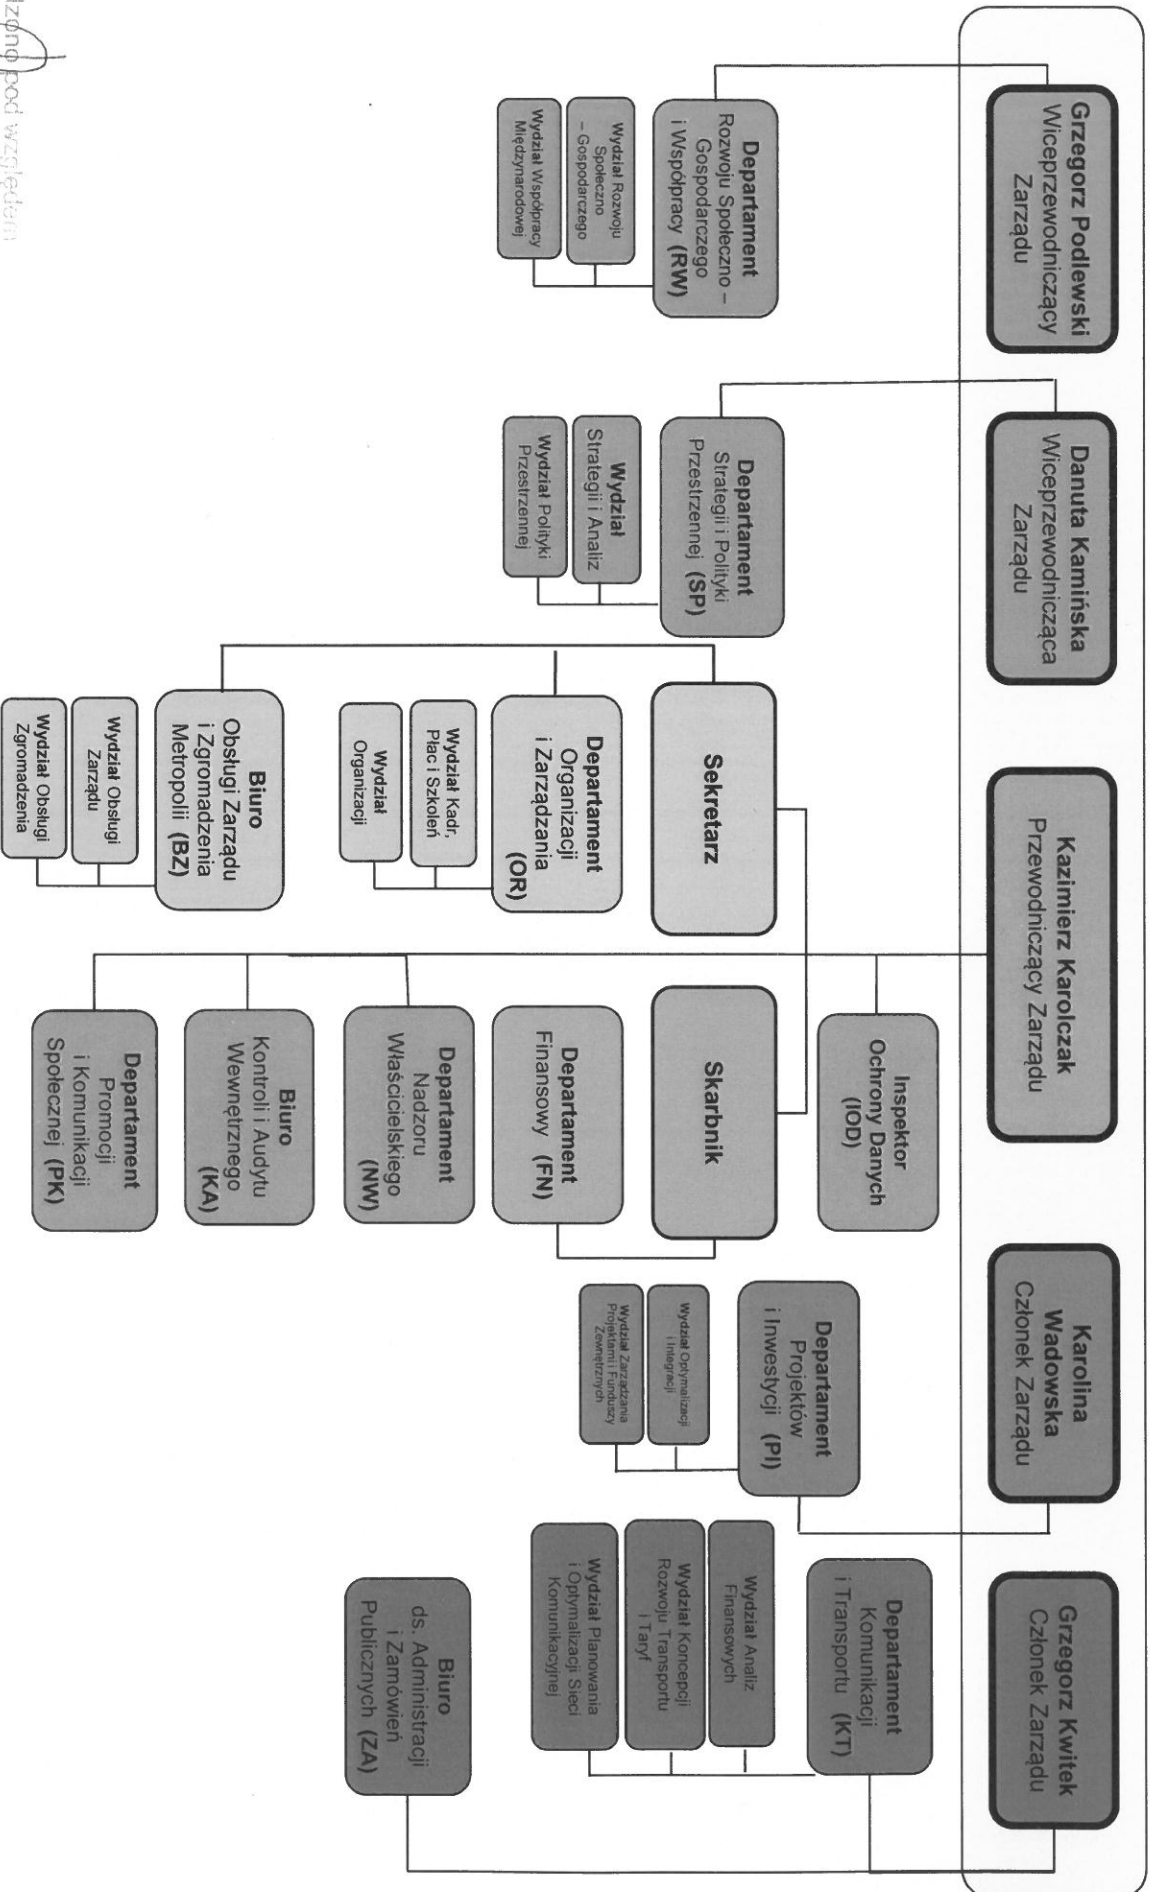 Grzegorz Podlewski
Wiceprzewodniczący
Zarządu
Danuta Kamińska
Wiceprzewodnicząca
Zarządu
Kazimierz Karolczak
Przewodniczący Zarządu
Karolina
Wadowska
Członek Zarządu
Grzegorz Kwitek
Członek Zarządu
Departament
Rozwoju Społeczno –
Gospodarczego
i Współpracy (RW)
Wydział Rozwoju
Społeczno
– Gospodarczego
Wydział Współpracy
Międzynarodowej
Departament
Strategii i Polityki
Przestrzennej (SP)
Wydział
Strategii i Analiz
Wydział Polityki
Przestrzennej
Sekretarz
Departament
Organizacji
i Zarządzania
(OR)
Wydział Kadr,
Płac i Szkoleń
Wydział
Organizacji
Biuro
Obsługi Zarządu
i Zgromadzenia
Metropolii (BZ)
Wydział Obsługi
Zarządu
Wydział Obsługi
Zgromadzenia
Inspektor
Ochrony Danych
(IOD)
Skarbnik
Departament
Finansowy (FN)
Departament
Nadzoru
Właścicielskiego
(NW)
Biuro
Kontroli i Audytu
Wewnętrznego
(KA)
Departament
Promocji
i Komunikacji
Społecznej (PK)
Departament
Projektów
i Inwestycji (PI)
Wydział Optymalizacji
i Integracji
Wydział Zarządzania
Projektami i Funduszy
Zewnętrznych
Departament
Komunikacji
i Transportu (KT)
Wydział Analiz
Finansowych
Wydział Koncepcji
Rozwoju Transportu
i Taryf
Wydział Planowania
i Optymalizacji Sieci
Komunikacyjnej
Biuro
ds. Administracji
i Zamówień
Publicznych (ZA)
pod względem